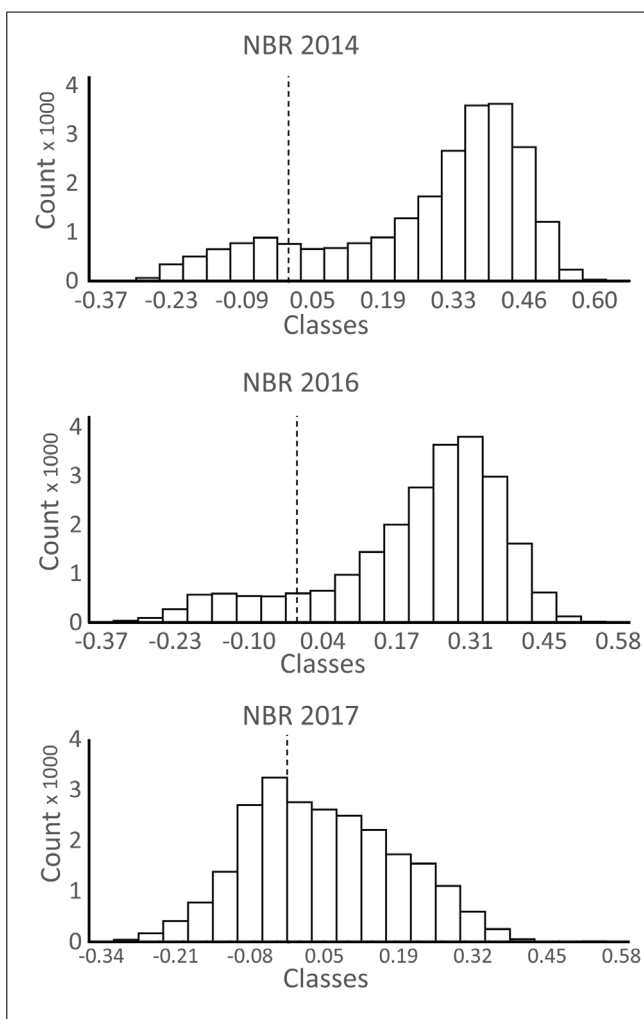 NBR 2014
Count x 1000
4
3
2
1
0
-0.37 -0.23 -0.09 0.05 0.19 0.33 0.46 0.60
Classes
NBR 2016
Count x 1000
4
3
2
1
0
-0.37 -0.23 -0.10 0.04 0.17 0.31 0.45 0.58
Classes
NBR 2017
Count x 1000
4
3
2
1
0
-0.34 -0.21 -0.08 0.05 0.19 0.32 0.45 0.58
Classes